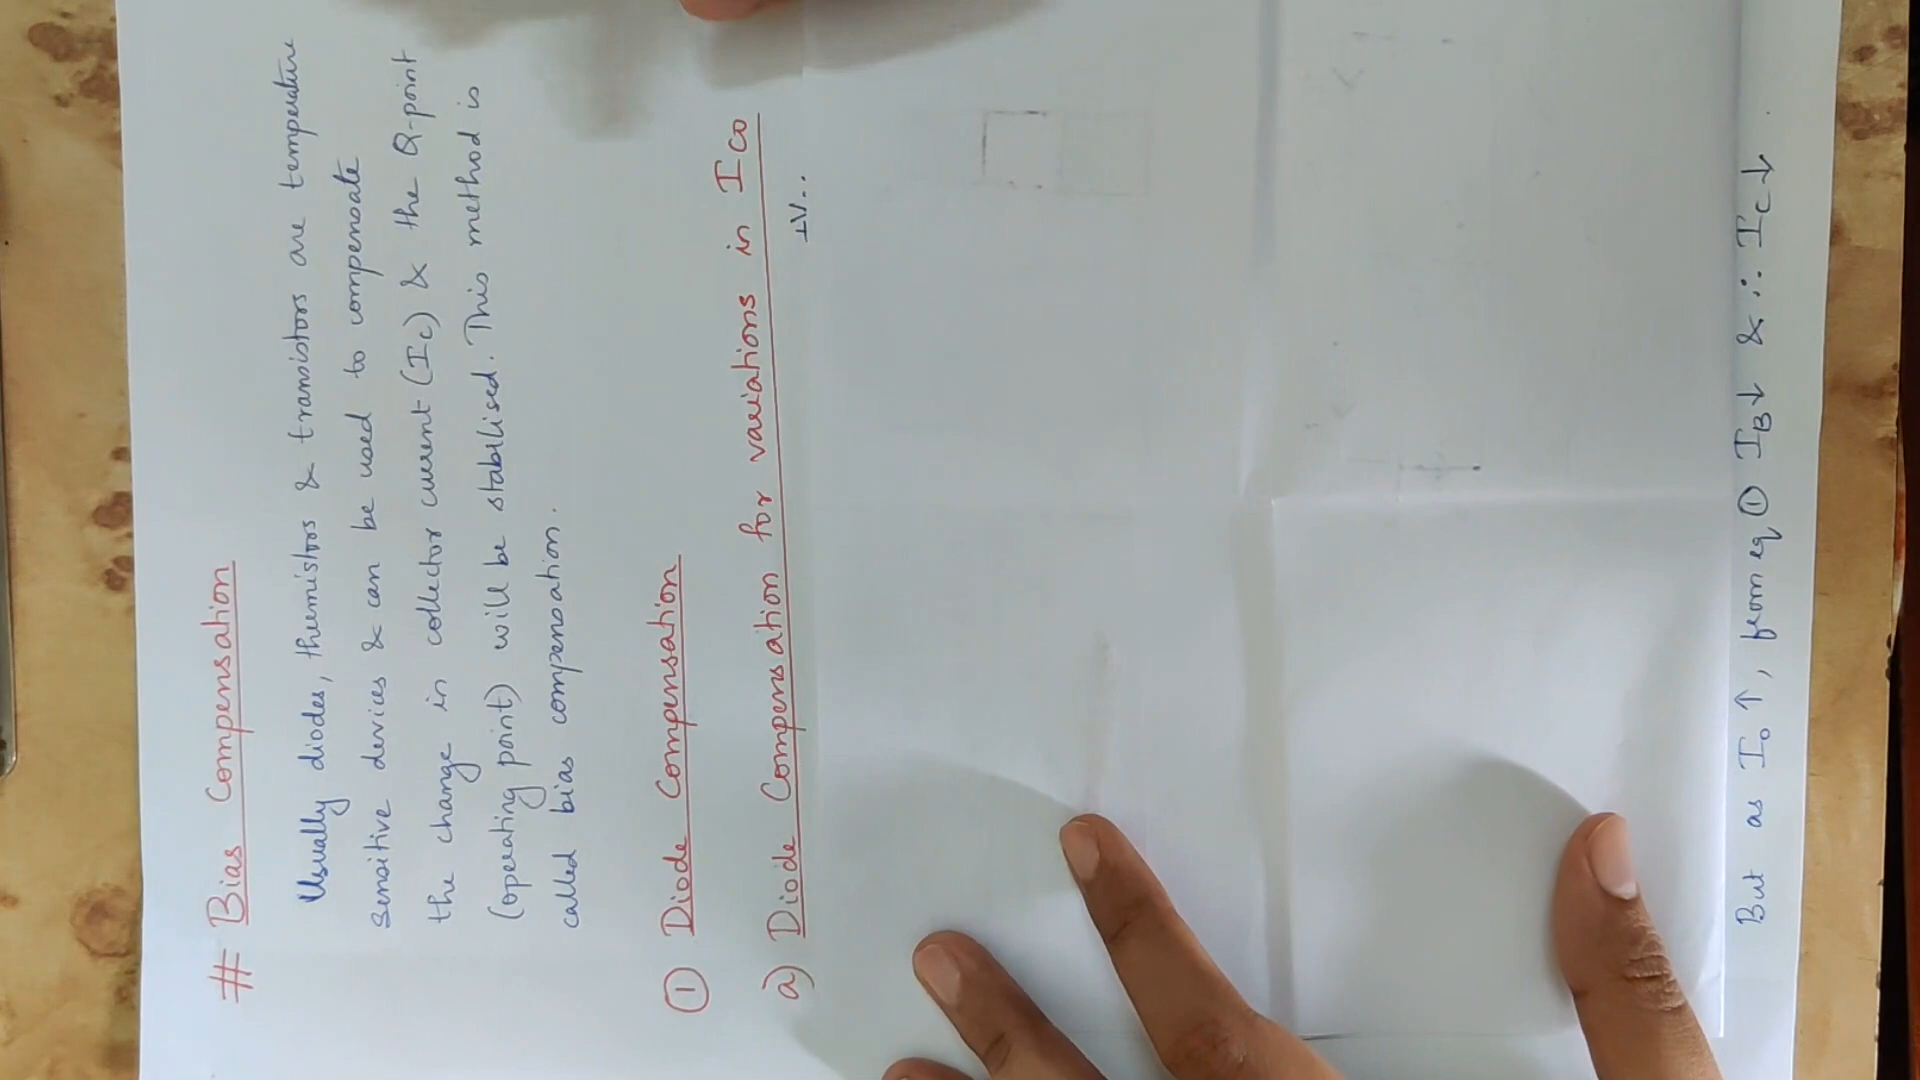 # Bias Compensation
Usually diodes, thermistors & transistors are temperature
sensitive devices & can be used to compensate
the change in collector current (Ic) & the Q-point
(operating point) will be stabilised. This method is
called bias compensation.
① Diode Compensation
a) Diode Compensation for variations in Ico
But as Io ↑, from eq ① IB↓ & ∴ Ic↓.